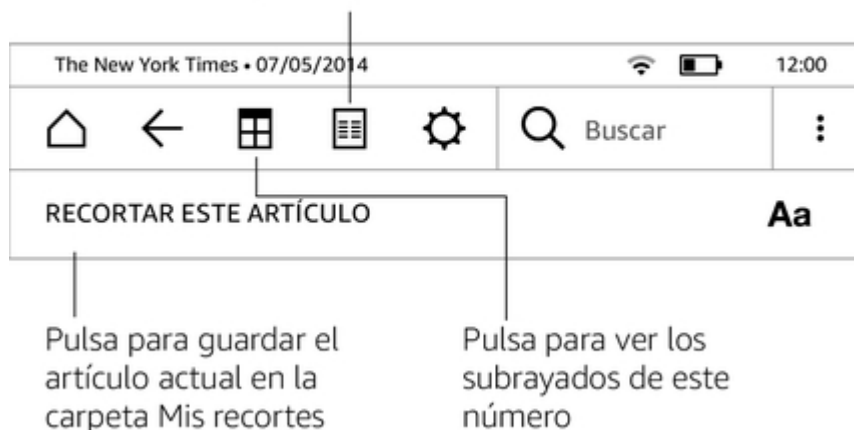 The New York Times • 07/05/2014 12:00
Buscar
RECORTAR ESTE ARTÍCULO Aa
Pulsa para guardar el
artículo actual en la
carpeta Mis recortes
Pulsa para ver los
subrayados de este
número